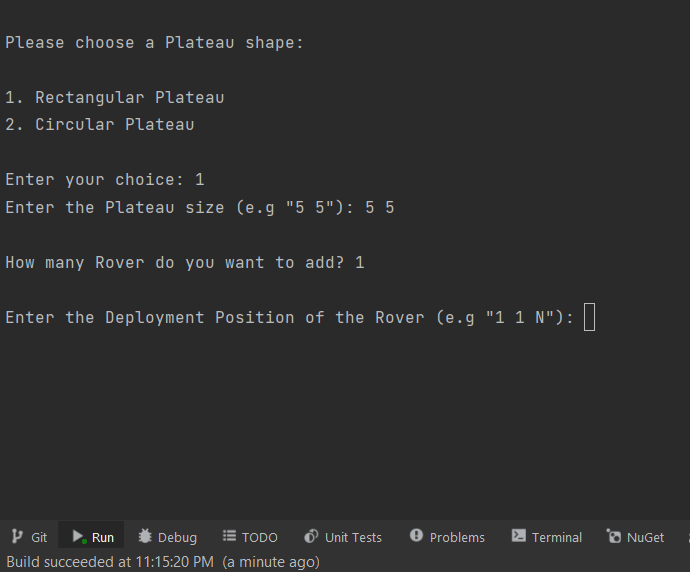 Please choose a Plateau shape:
1. Rectangular Plateau
2. Circular Plateau
Enter your choice: 1
Enter the Plateau size (e.g "5 5"): 5 5
How many Rover do you want to add? 1
Enter the Deployment Position of the Rover (e.g "1 1 N"):
Git Run Debug TODO Unit Tests Problems Terminal NuGet
Build succeeded at 11:15:20 PM (a minute ago)